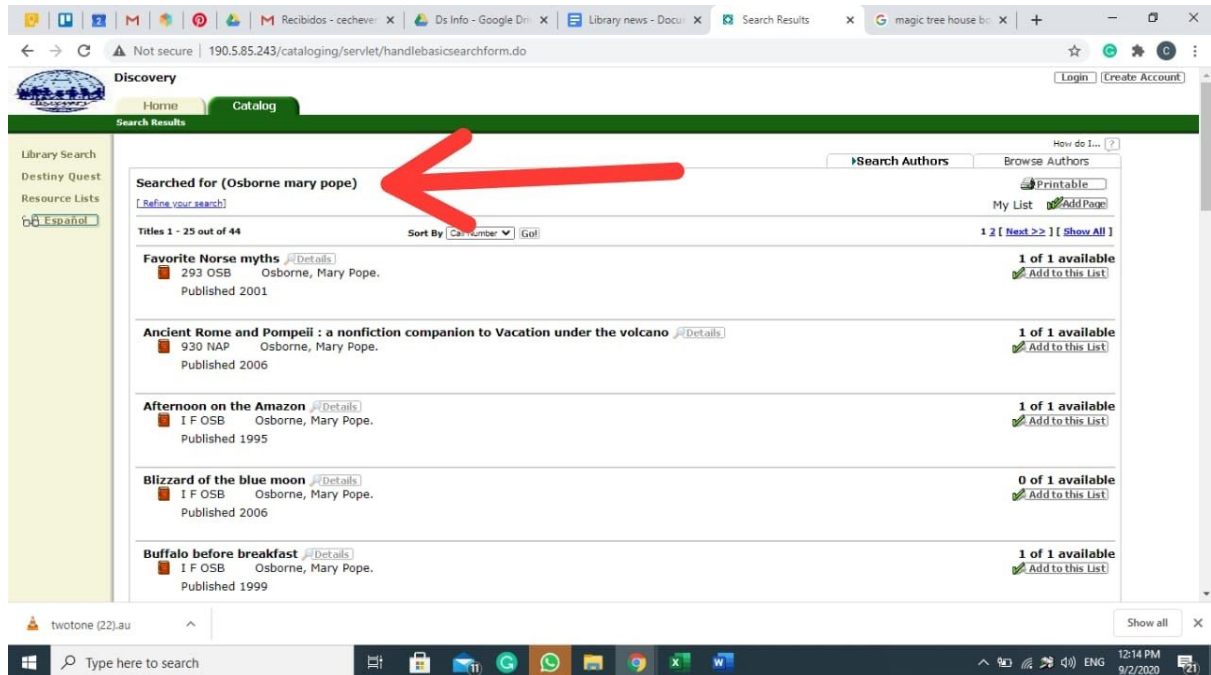 Recibidos - cechever
Ds Info - Google Dri
Library news - Docu
Search Results
magic tree house bo
Not secure | 190.5.85.243/cataloging/servlet/handlebasicsearchform.do
Discovery
Login Create Account
Home Catalog
Search Results
How do I... ?
Library Search
Destiny Quest
Resource Lists
Español
Search Authors Browse Authors
Searched for (Osborne mary pope)
Printable
[ Refine your search]
My List Add Page
Titles 1 - 25 out of 44 Sort By Call Number Go! 1 2 [ Next >> ] [ Show All ]
Favorite Norse myths Details 1 of 1 available
293 OSB Osborne, Mary Pope. Add to this List
Published 2001
Ancient Rome and Pompeii : a nonfiction companion to Vacation under the volcano Details 1 of 1 available
930 NAP Osborne, Mary Pope. Add to this List
Published 2006
Afternoon on the Amazon Details 1 of 1 available
I F OSB Osborne, Mary Pope. Add to this List
Published 1995
Blizzard of the blue moon Details 0 of 1 available
I F OSB Osborne, Mary Pope. Add to this List
Published 2006
Buffalo before breakfast Details 1 of 1 available
I F OSB Osborne, Mary Pope. Add to this List
Published 1999
twotone (22).au
Show all
Type here to search
ENG
12:14 PM
9/2/2020